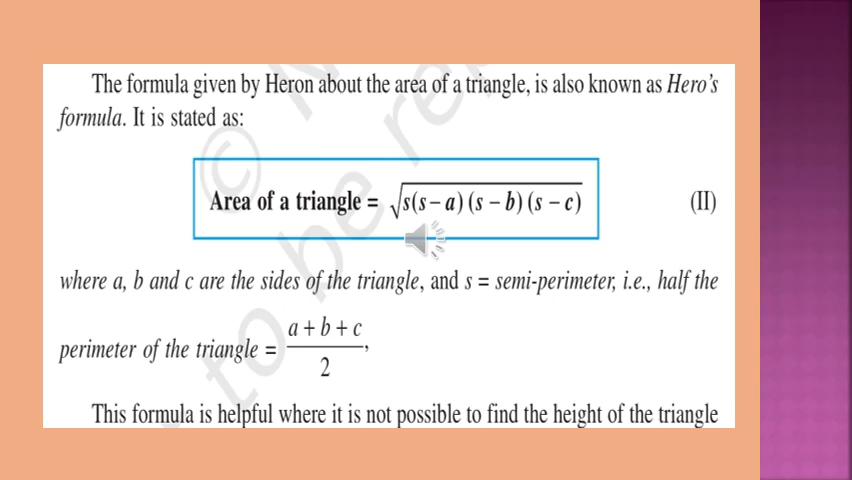 The formula given by Heron about the area of a triangle, is also known as Hero's
formula. It is stated as:
Area of a triangle = √s(s – a) (s – b) (s – c) (II)
where a, b and c are the sides of the triangle, and s = semi-perimeter, i.e., half the
perimeter of the triangle = a + b + c / 2,
This formula is helpful where it is not possible to find the height of the triangle
© N
to be rep